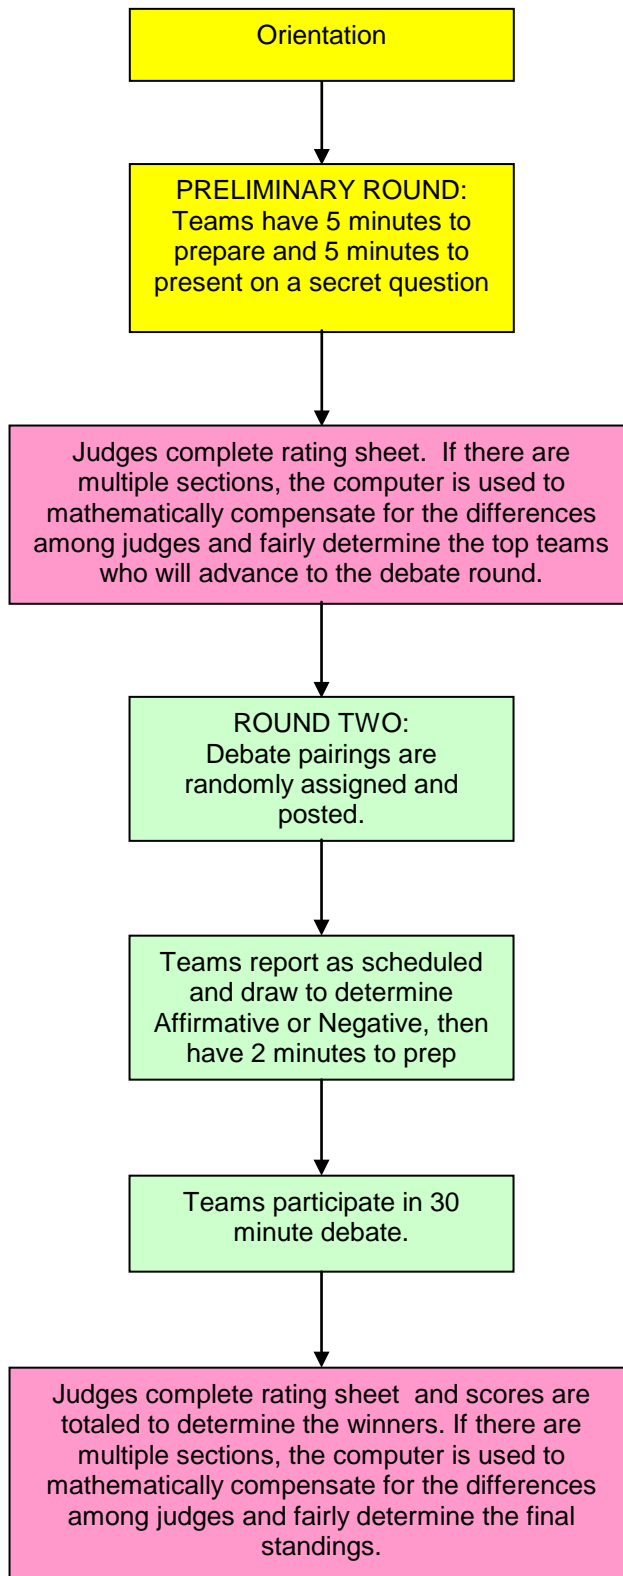 Orientation
PRELIMINARY ROUND:
Teams have 5 minutes to
prepare and 5 minutes to
present on a secret question
Judges complete rating sheet.  If there are
multiple sections, the computer is used to
mathematically compensate for the differences
among judges and fairly determine the top teams
who will advance to the debate round.
ROUND TWO:
Debate pairings are
randomly assigned and
posted.
Teams report as scheduled
and draw to determine
Affirmative or Negative, then
have 2 minutes to prep
Teams participate in 30
minute debate.
Judges complete rating sheet  and scores are
totaled to determine the winners. If there are
multiple sections, the computer is used to
mathematically compensate for the differences
among judges and fairly determine the final
standings.